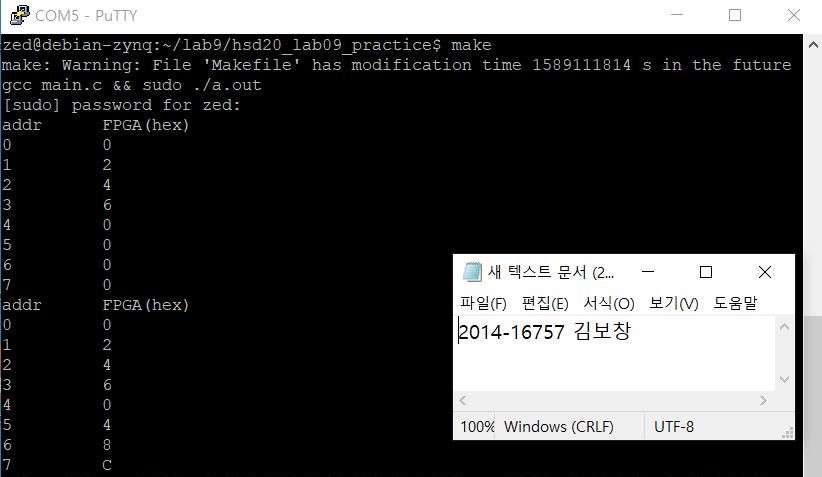 COM5 - PuTTY
zed@debian-zynq:~/lab9/hsd20_lab09_practice$ make
make: Warning: File 'Makefile' has modification time 1589111814 s in the future
gcc main.c && sudo ./a.out
[sudo] password for zed:
addr FPGA(hex)
0 0
1 2
2 4
3 6
4 0
5 0
6 0
7 0
addr FPGA(hex)
0 0
1 2
2 4
3 6
4 0
5 4
6 8
7 C
새 텍스트 문서 (2...
파일(F) 편집(E) 서식(O) 보기(V) 도움말
2014-16757 김보창
100% Windows (CRLF) UTF-8